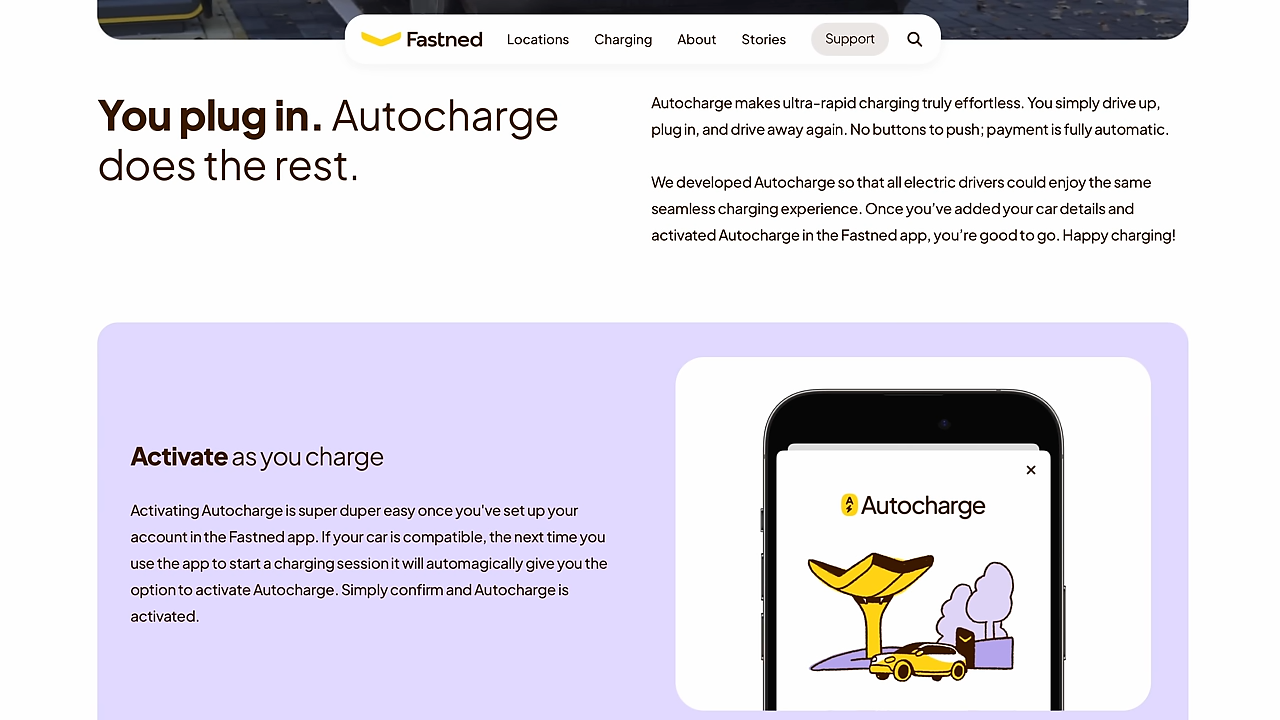 Fastned Locations Charging About Stories Support
You plug in. Autocharge
does the rest.
Autocharge makes ultra-rapid charging truly effortless. You simply drive up,
plug in, and drive away again. No buttons to push; payment is fully automatic.
We developed Autocharge so that all electric drivers could enjoy the same
seamless charging experience. Once you’ve added your car details and
activated Autocharge in the Fastned app, you’re good to go. Happy charging!
Activate as you charge
Activating Autocharge is super duper easy once you've set up your
account in the Fastned app. If your car is compatible, the next time you
use the app to start a charging session it will automagically give you the
option to activate Autocharge. Simply confirm and Autocharge is
activated.
A Autocharge